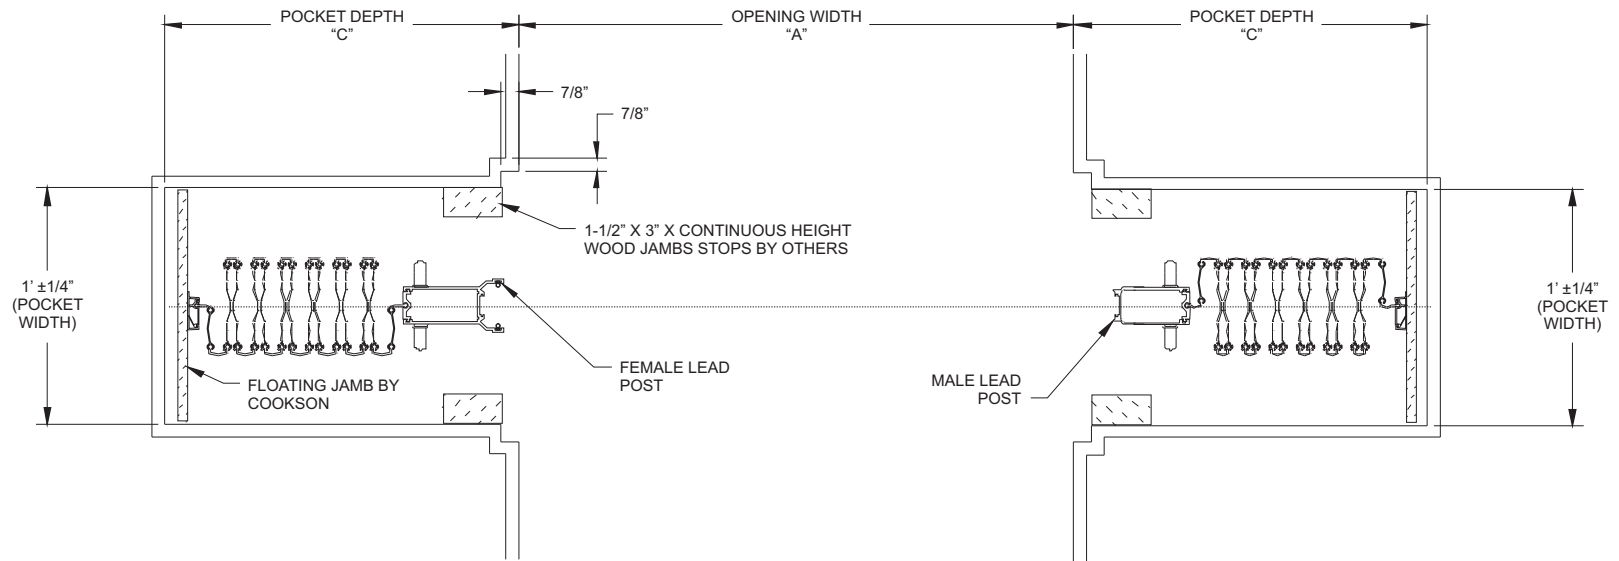 POCKET DEPTH
“C”
OPENING WIDTH
“A”
POCKET DEPTH
“C”
7/8”
7/8”
1-1/2” X 3” X CONTINUOUS HEIGHT
WOOD JAMBS STOPS BY OTHERS
1’ ±1/4”
(POCKET
WIDTH)
1’ ±1/4”
(POCKET
WIDTH)
FLOATING JAMB BY
COOKSON
FEMALE LEAD
POST
MALE LEAD
POST